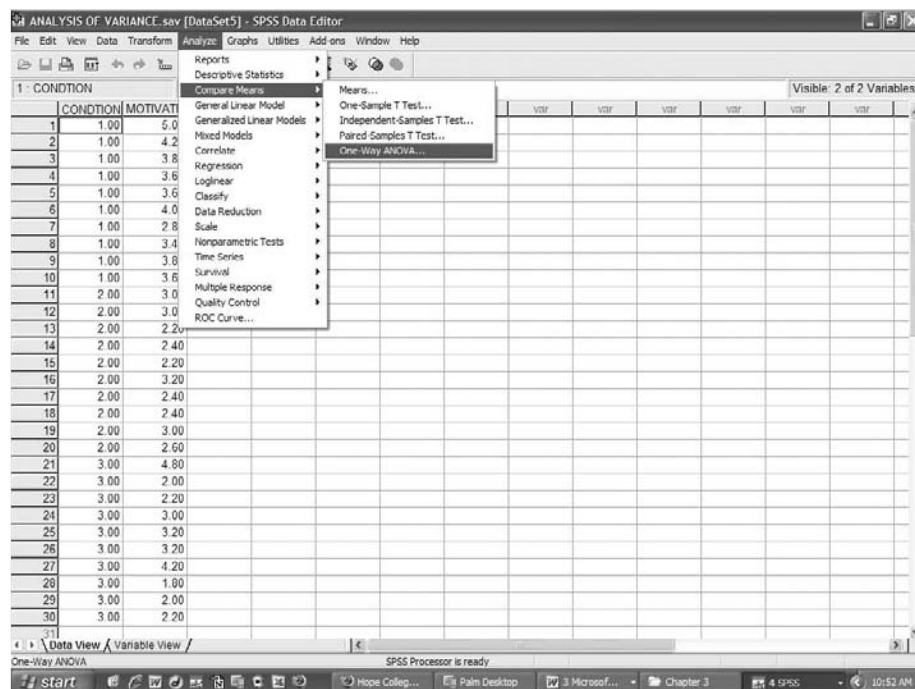 ANALYSIS OF VARIANCE.sav [DataSet5] - SPSS Data Editor
File Edit View Data Transform Analyze Graphs Utilities Add-ons Window Help
1 : CONDTION
Visible: 2 of 2 Variables
Reports
Descriptive Statistics
Compare Means
General Linear Model
Generalized Linear Models
Mixed Models
Correlate
Regression
Loglinear
Classify
Data Reduction
Scale
Nonparametric Tests
Time Series
Survival
Multiple Response
Quality Control
ROC Curve...
Means...
One-Sample T Test...
Independent-Samples T Test...
Paired-Samples T Test...
One-Way ANOVA...
CONDTION MOTIVATI var var var var var var
1 1.00 5.0
2 1.00 4.2
3 1.00 3.8
4 1.00 3.6
5 1.00 3.6
6 1.00 4.0
7 1.00 2.8
8 1.00 3.4
9 1.00 3.8
10 1.00 3.6
11 2.00 3.0
12 2.00 3.0
13 2.00 2.20
14 2.00 2.40
15 2.00 2.20
16 2.00 3.20
17 2.00 2.40
18 2.00 2.40
19 2.00 3.00
20 2.00 2.60
21 3.00 4.80
22 3.00 2.00
23 3.00 2.20
24 3.00 3.00
25 3.00 3.20
26 3.00 3.20
27 3.00 4.20
28 3.00 1.80
29 3.00 2.00
30 3.00 2.20
31
Data View Variable View
One-Way ANOVA SPSS Processor is ready
start Hope Colleg... Palm Desktop 3 Microsof... Chapter 3 4 SPSS 10:52 AM